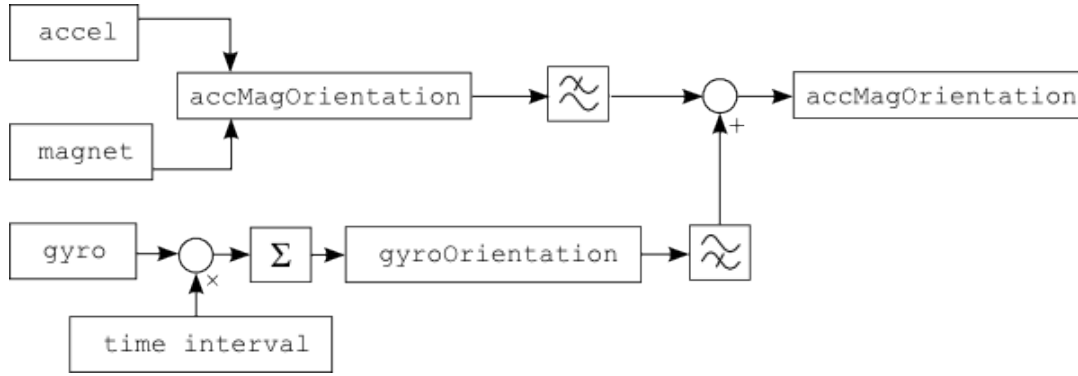 accel
accMagOrientation
accMagOrientation
magnet
+
gyro
×
Σ
gyroOrientation
time interval